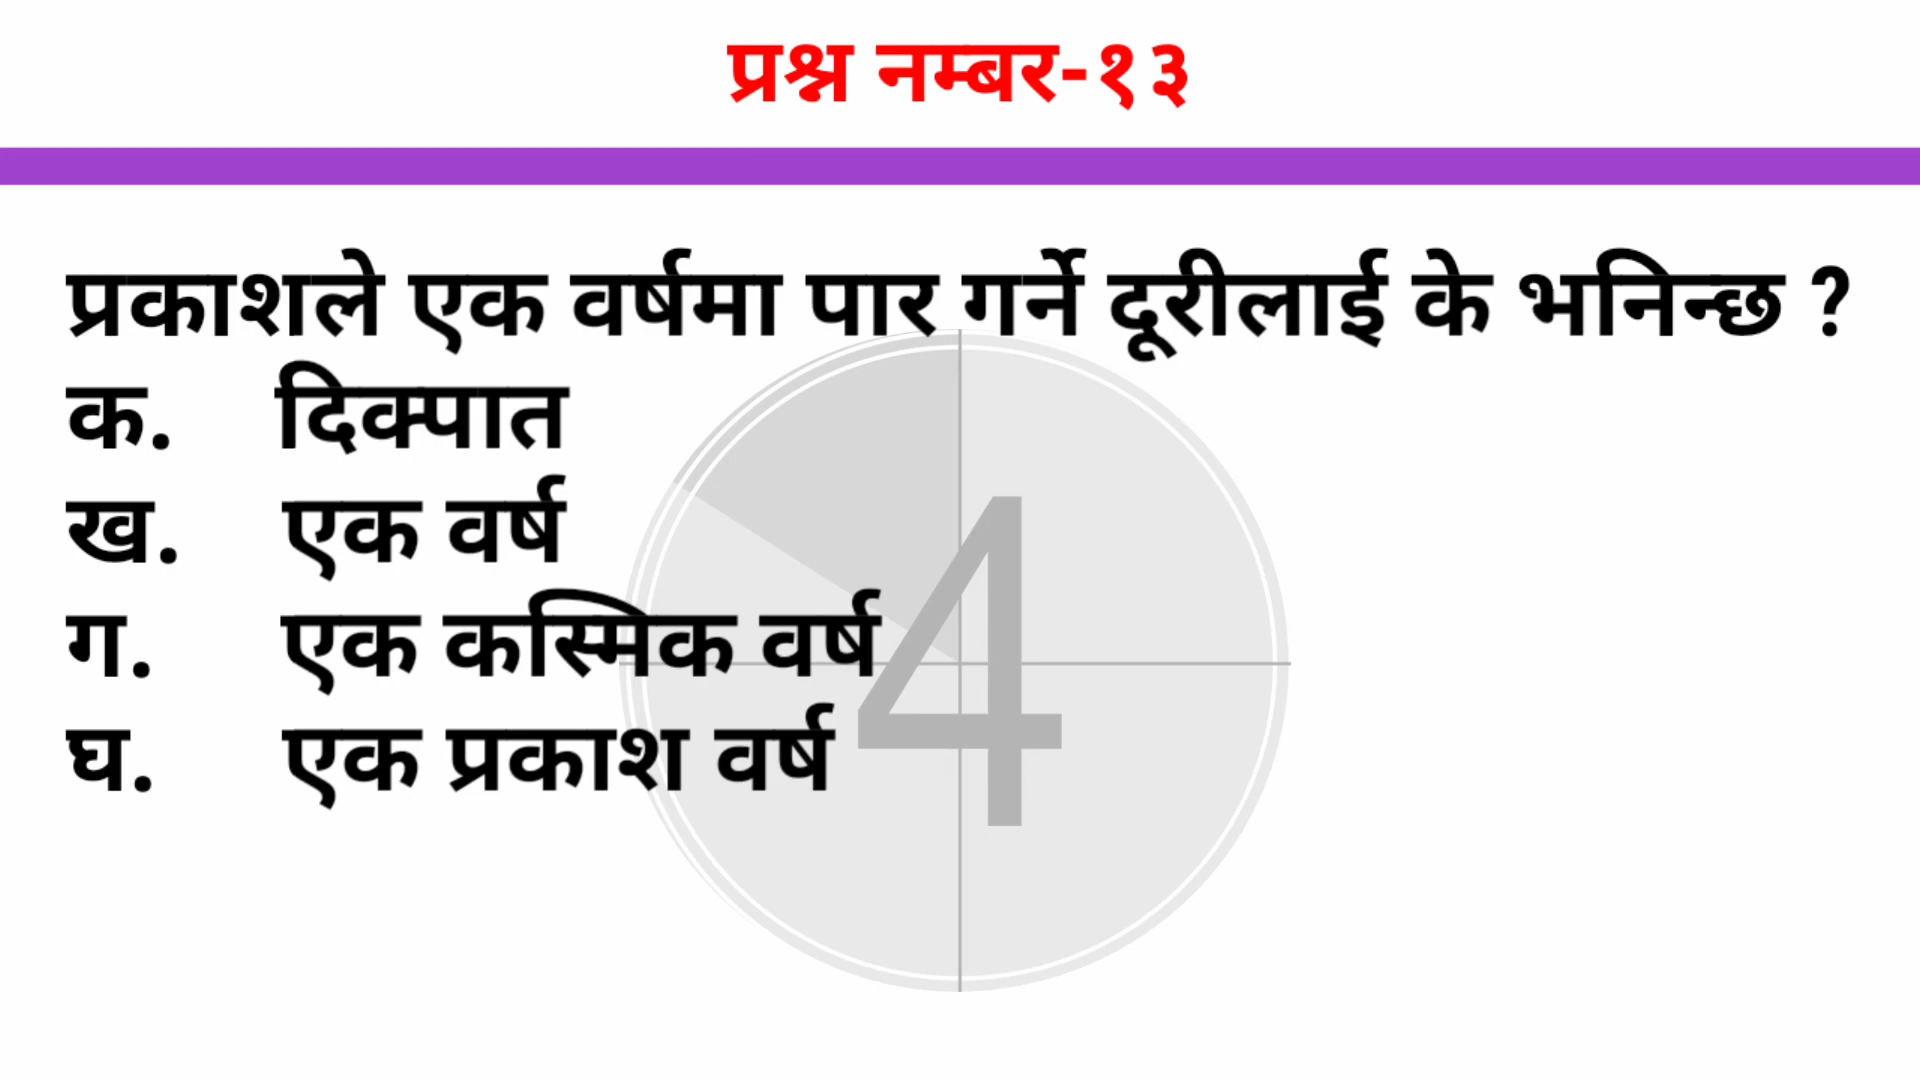 प्रश्न नम्बर-१३
प्रकाशले एक वर्षमा पार गर्ने दूरीलाई के भनिन्छ ?
क. दिक्पात
ख. एक वर्ष
ग. एक कस्मिक वर्ष
घ. एक प्रकाश वर्ष
4